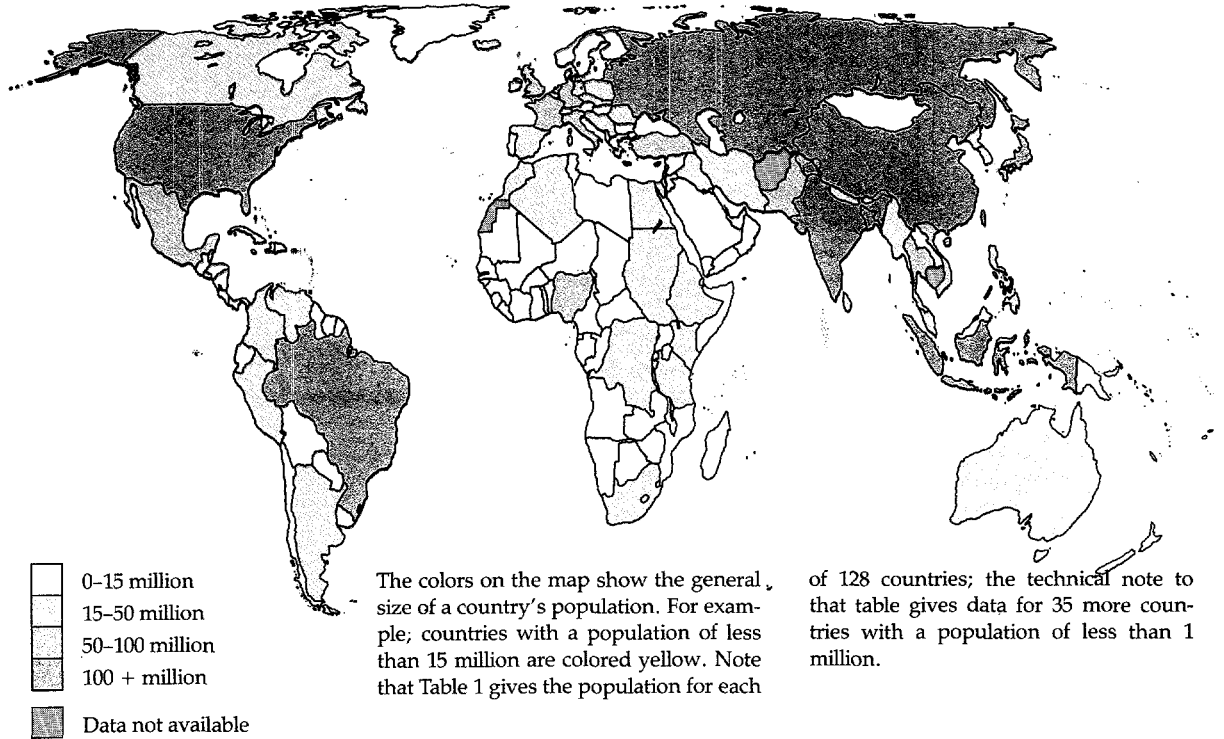 0–15 million
15–50 million
50–100 million
100 + million
Data not available
The colors on the map show the general
size of a country's population. For exam-
ple; countries with a population of less
than 15 million are colored yellow. Note
that Table 1 gives the population for each
of 128 countries; the technical note to
that table gives data for 35 more coun-
tries with a population of less than 1
million.